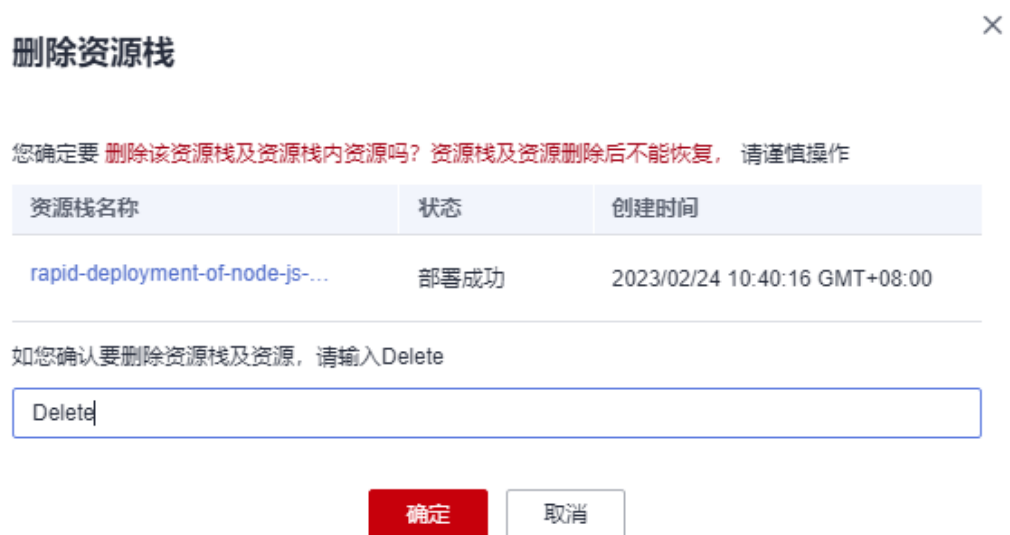 删除资源栈
您确定要 删除该资源栈及资源栈内资源吗？资源栈及资源删除后不能恢复， 请谨慎操作
资源栈名称 状态 创建时间
rapid-deployment-of-node-js-... 部署成功 2023/02/24 10:40:16 GMT+08:00
如您确认要删除资源栈及资源，请输入Delete
Delete
确定 取消